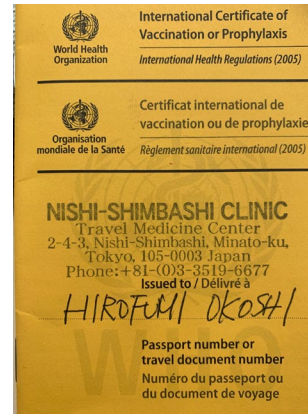 International Certificate of
Vaccination or Prophylaxis
World Health
Organization
International Health Regulations (2005)
Certificat international de
vaccination ou de prophylaxie
Organisation
mondiale de la Santé
Règlement sanitaire international (2005)
NISHI-SHIMBASHI CLINIC
Travel Medicine Center
2-4-3, Nishi-Shimbashi, Minato-ku,
Tokyo, 105-0003 Japan
Phone:+81-(0)3-3519-6677
Issued to / Délivré à
HIROFUMI OKOSHI
Passport number or
travel document number
Numéro du passeport ou
du document de voyage
WHO